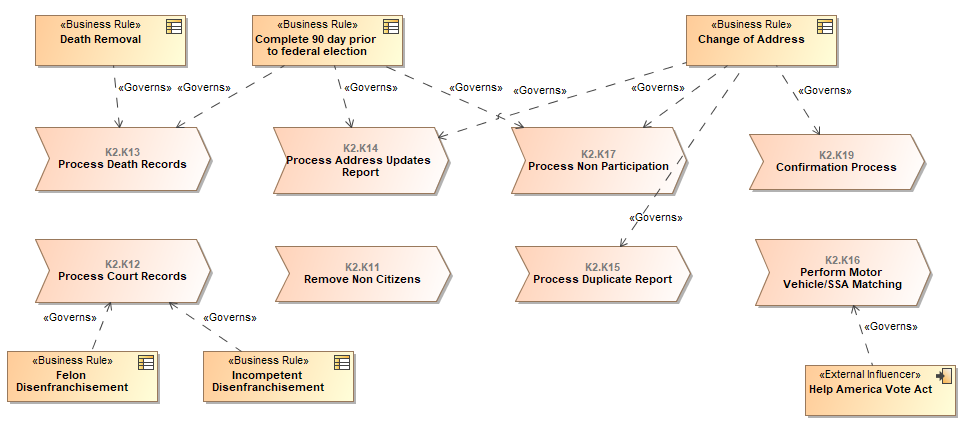 «Business Rule»
Death Removal
«Business Rule»
Complete 90 day prior
to federal election
«Business Rule»
Change of Address
«Governs»
«Governs»
«Governs»
«Governs»
«Governs»
«Governs»
«Governs»
K2.K13
Process Death Records
K2.K14
Process Address Updates
Report
K2.K17
Process Non Participation
K2.K19
Confirmation Process
«Governs»
K2.K12
Process Court Records
K2.K11
Remove Non Citizens
K2.K15
Process Duplicate Report
K2.K16
Perform Motor
Vehicle/SSA Matching
«Governs»
«Governs»
«Governs»
«Business Rule»
Felon
Disenfranchisement
«Business Rule»
Incompetent
Disenfranchisement
«External Influencer»
Help America Vote Act